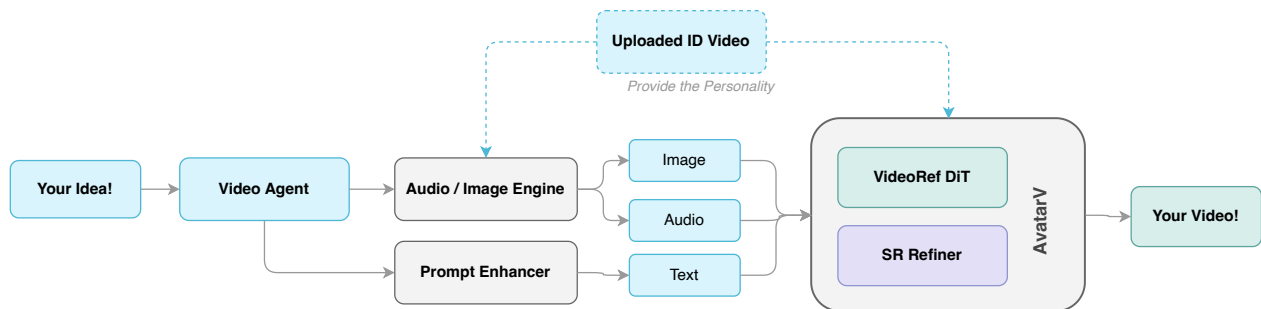 Uploaded ID Video
Provide the Personality
Your Idea!
Video Agent
Audio / Image Engine
Prompt Enhancer
Image
Audio
Text
VideoRef DiT
SR Refiner
AvatarV
Your Video!